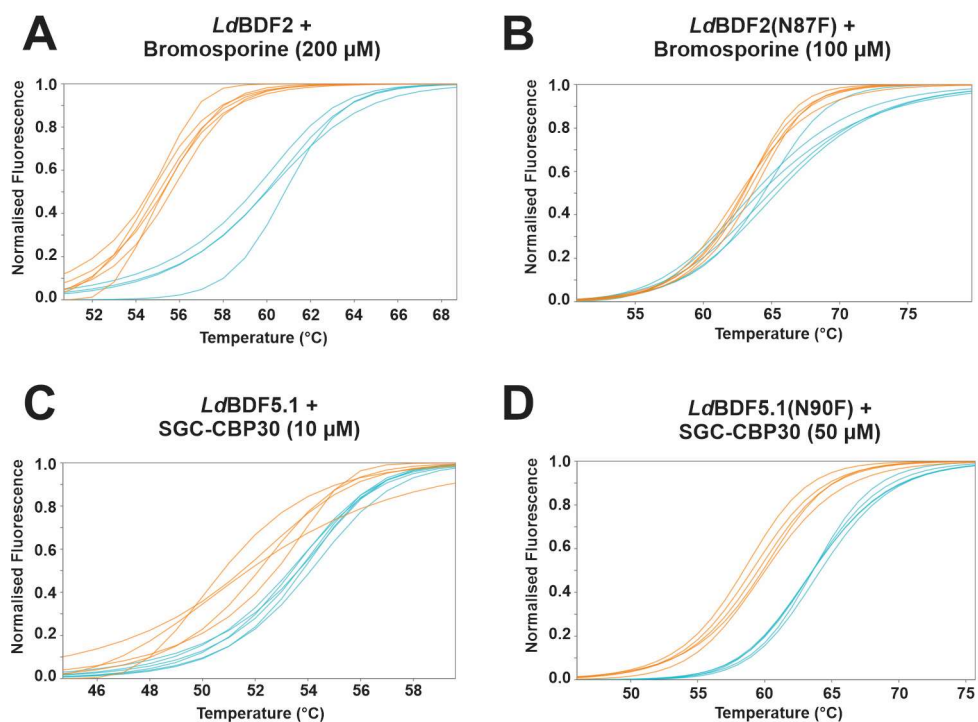 A
LdBDF2 +
Bromosporine (200 µM)
Normalised Fluorescence
1.0
0.8
0.6
0.4
0.2
0.0
52 54 56 58 60 62 64 66 68
Temperature (°C)
B
LdBDF2(N87F) +
Bromosporine (100 µM)
Normalised Fluorescence
1.0
0.8
0.6
0.4
0.2
0.0
55 60 65 70 75
Temperature (°C)
C
LdBDF5.1 +
SGC-CBP30 (10 µM)
Normalised Fluorescence
1.0
0.8
0.6
0.4
0.2
0.0
46 48 50 52 54 56 58
Temperature (°C)
D
LdBDF5.1(N90F) +
SGC-CBP30 (50 µM)
Normalised Fluorescence
1.0
0.8
0.6
0.4
0.2
0.0
50 55 60 65 70 75
Temperature (°C)